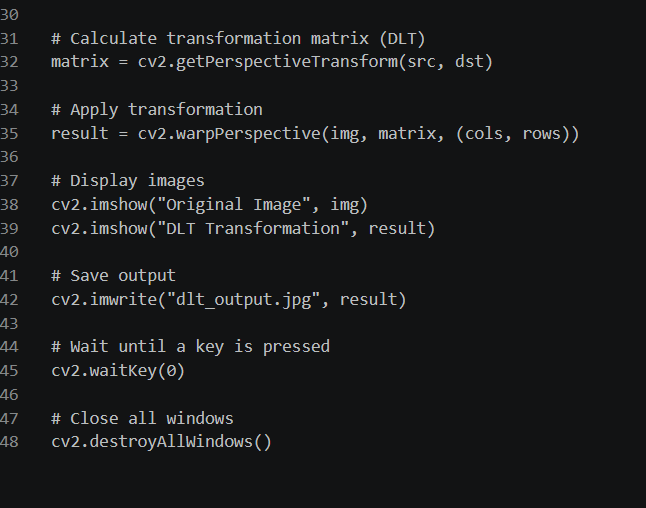 30
31 # Calculate transformation matrix (DLT)
32 matrix = cv2.getPerspectiveTransform(src, dst)
33
34 # Apply transformation
35 result = cv2.warpPerspective(img, matrix, (cols, rows))
36
37 # Display images
38 cv2.imshow("Original Image", img)
39 cv2.imshow("DLT Transformation", result)
40
41 # Save output
42 cv2.imwrite("dlt_output.jpg", result)
43
44 # Wait until a key is pressed
45 cv2.waitKey(0)
46
47 # Close all windows
48 cv2.destroyAllWindows()